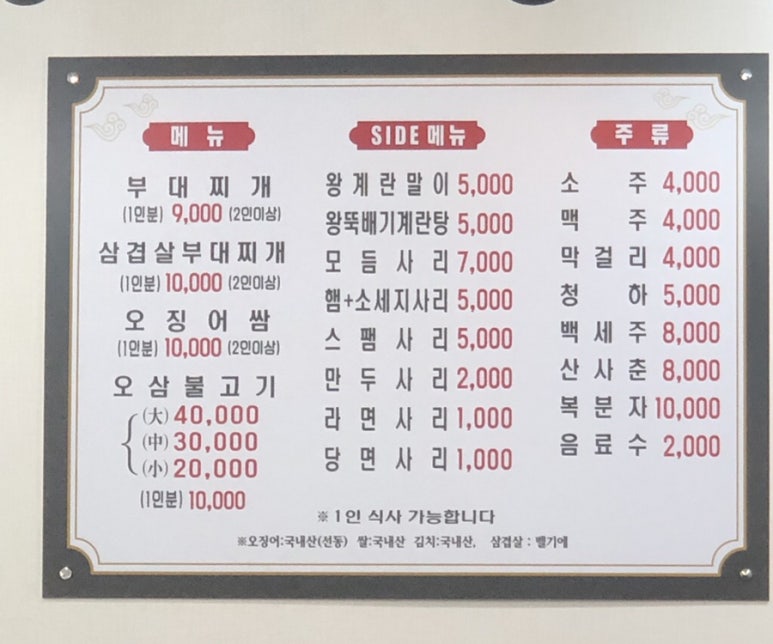 메뉴
부대찌개
(1인분) 9,000 (2인이상)
삼겹살부대찌개
(1인분) 10,000 (2인이상)
오징어쌈
(1인분) 10,000 (2인이상)
오삼불고기
(大) 40,000
(中) 30,000
(小) 20,000
(1인분) 10,000
SIDE 메뉴
왕계란말이 5,000
왕뚝배기계란탕 5,000
모듬사리 7,000
햄+소세지사리 5,000
스팸사리 5,000
만두사리 2,000
라면사리 1,000
당면사리 1,000
주류
소주 4,000
맥주 4,000
막걸리 4,000
청하 5,000
백세주 8,000
산사춘 8,000
복분자 10,000
음료수 2,000
※ 1인 식사 가능합니다
※오징어:국내산(전동) 쌀:국내산 김치:국내산, 삼겹살 : 벨기에